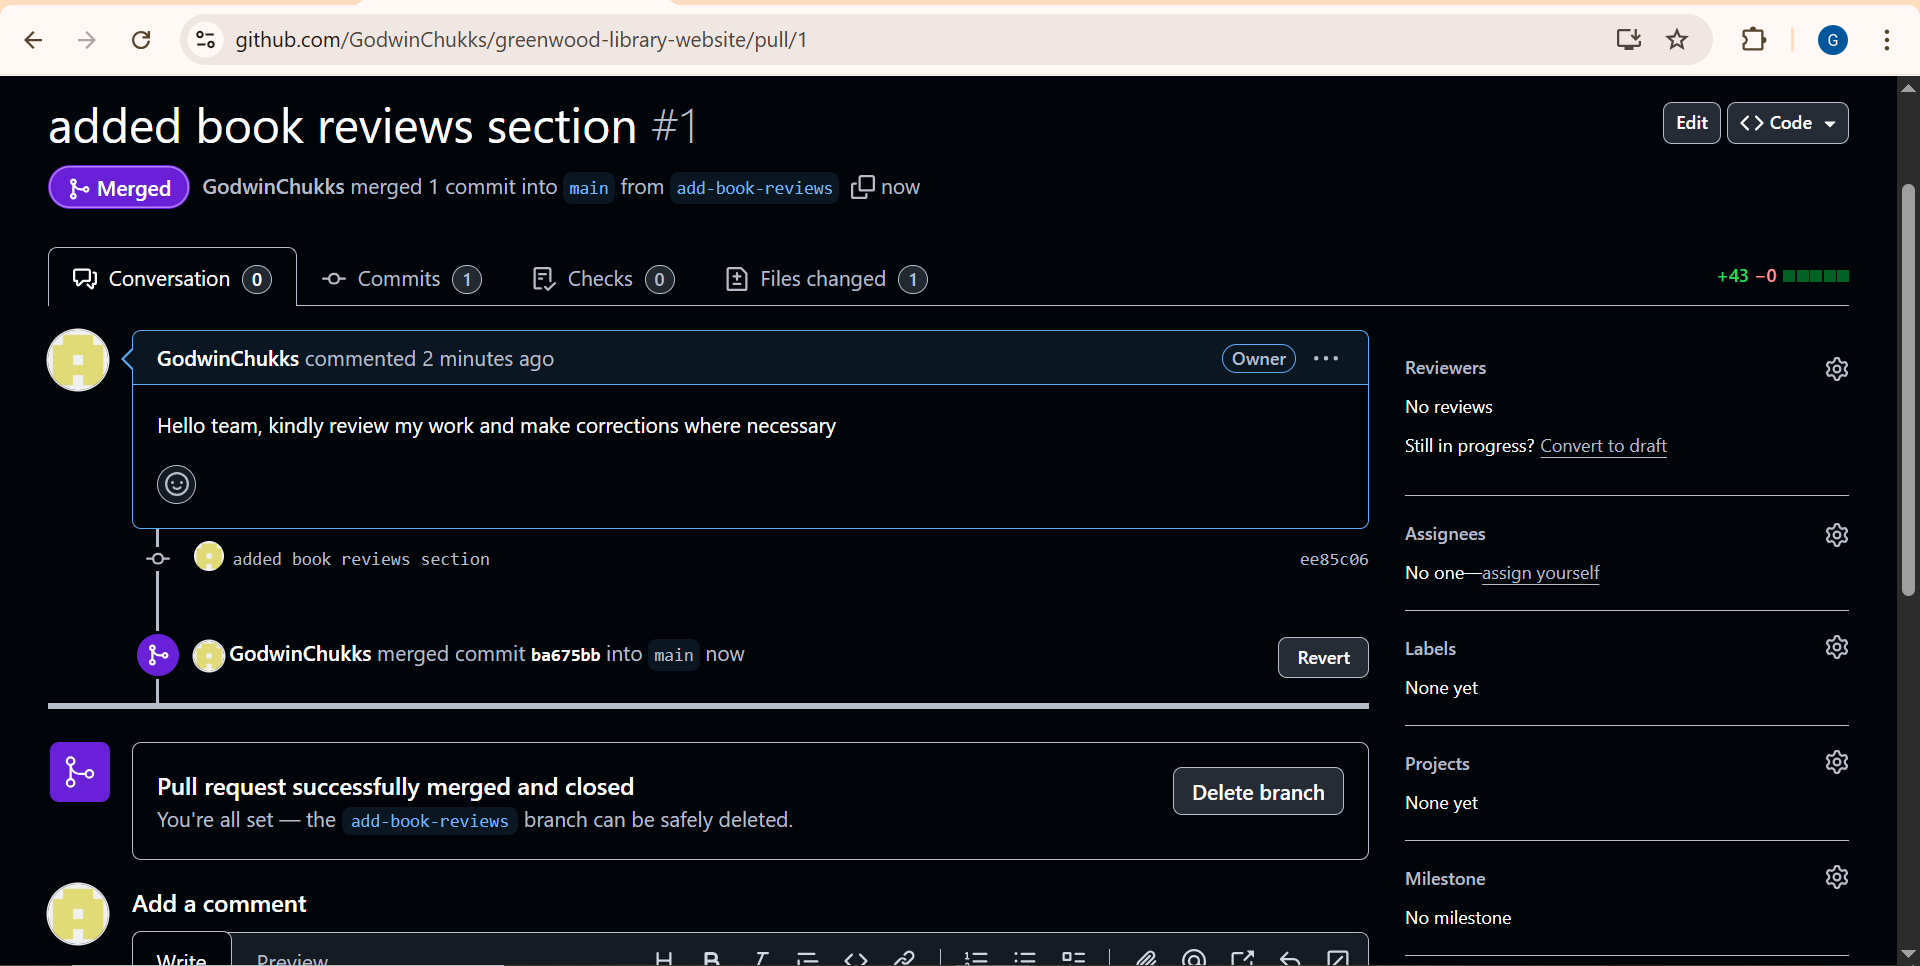 github.com/GodwinChukks/greenwood-library-website/pull/1
G
added book reviews section #1
Edit
Code
Merged
GodwinChukks merged 1 commit into main from add-book-reviews now
Conversation 0
Commits 1
Checks 0
Files changed 1
+43 −0
GodwinChukks commented 2 minutes ago
Owner
Hello team, kindly review my work and make corrections where necessary
added book reviews section
ee85c06
GodwinChukks merged commit ba675bb into main now
Revert
Pull request successfully merged and closed
You're all set — the add-book-reviews branch can be safely deleted.
Delete branch
Add a comment
Write
Preview
Reviewers
No reviews
Still in progress? Convert to draft
Assignees
No one—assign yourself
Labels
None yet
Projects
None yet
Milestone
No milestone